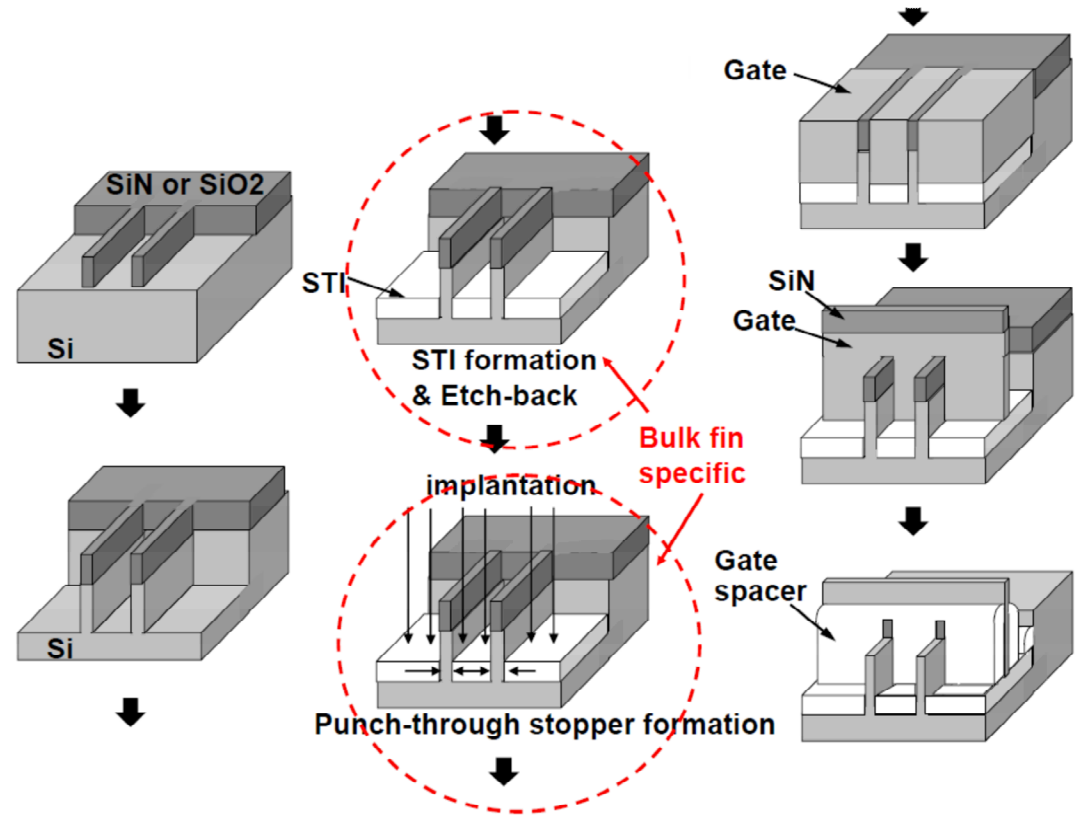 SiN or SiO2
Si
Si
STI
STI formation
& Etch-back
implantation
Punch-through stopper formation
Bulk fin
specific
Gate
SiN
Gate
Gate
spacer